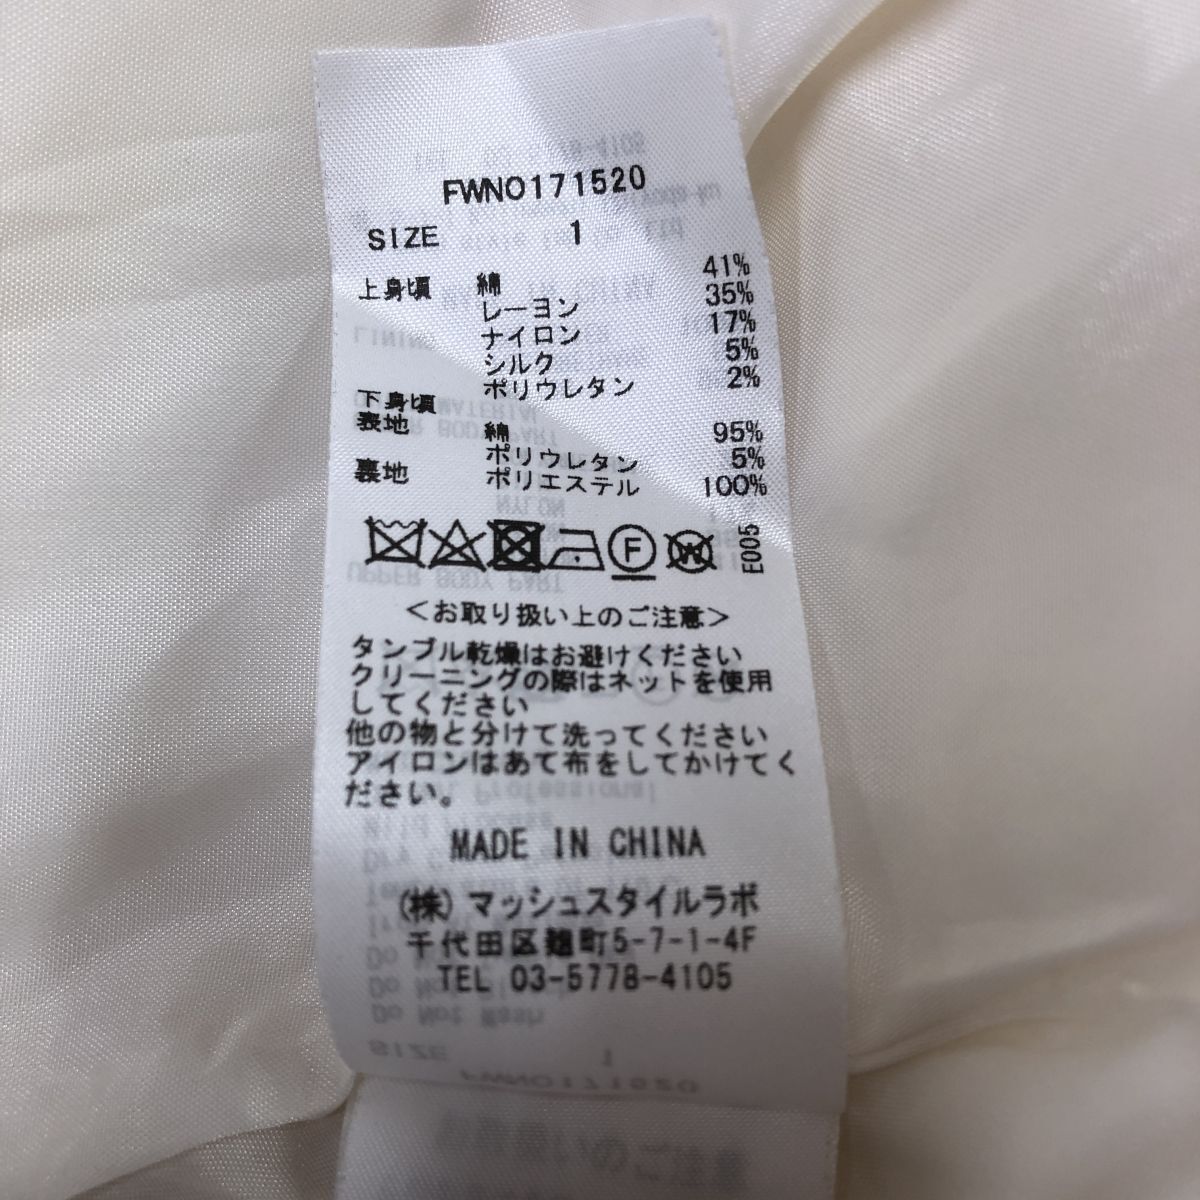 FWNO171520
SIZE 1
上身頃 綿 41%
レーヨン 35%
ナイロン 17%
シルク 5%
ポリウレタン 2%
下身頃
表地 綿 95%
ポリウレタン 5%
裏地 ポリエステル 100%
F W E005
<お取り扱い上のご注意>
タンブル乾燥はお避けください
クリーニングの際はネットを使用
してください
他の物と分けて洗ってください
アイロンはあて布をしてかけてく
ださい。
MADE IN CHINA
(株)マッシュスタイルラボ
千代田区麹町5-7-1-4F
TEL 03-5778-4105